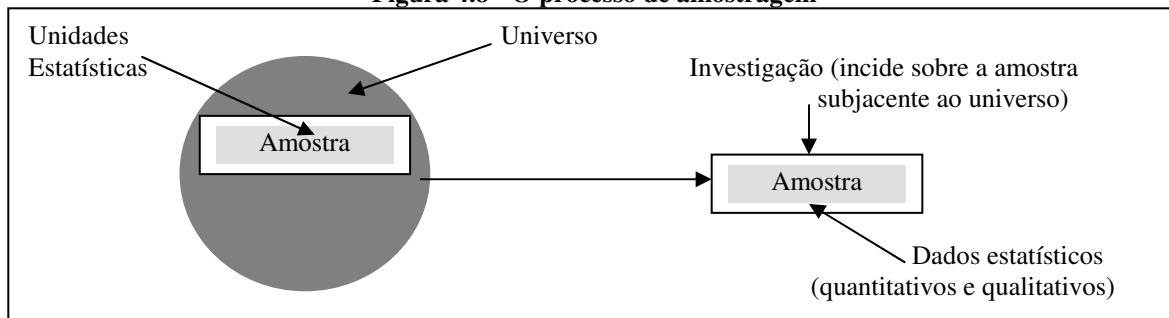 Figura 4.8 - O processo de amostragem
Unidades
Estatísticas
Universo
Investigação (incide sobre a amostra
subjacente ao universo)
Amostra
Amostra
Dados estatísticos
(quantitativos e qualitativos)